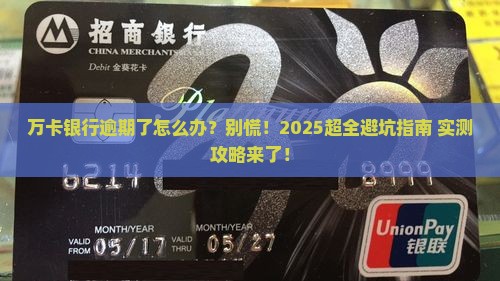 招商银行
CHINA MERCHANTS BANK
Debit 金葵花卡
万卡银行逾期了怎么办？别慌！2025超全避坑指南 实测
攻略来了！
6214 8999
MONTH/YEAR MONTH/YEAR
VALID FROM 05/17 VALID THRU 05/27
UnionPay
银联